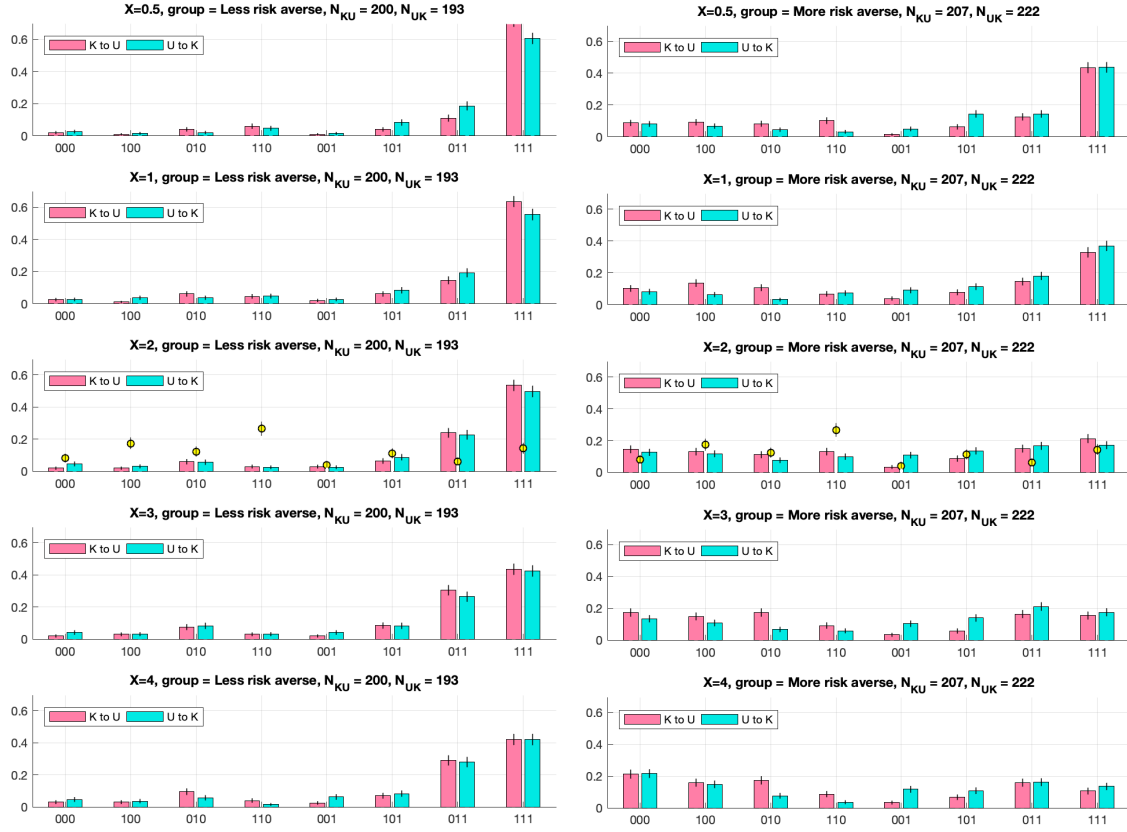 X=0.5, group = Less risk averse, N_KU = 200, N_UK = 193
K to U
U to K
0.6
0.4
0.2
0
000 100 010 110 001 101 011 111
X=0.5, group = More risk averse, N_KU = 207, N_UK = 222
K to U
U to K
0.6
0.4
0.2
0
000 100 010 110 001 101 011 111
X=1, group = Less risk averse, N_KU = 200, N_UK = 193
K to U
U to K
0.6
0.4
0.2
0
000 100 010 110 001 101 011 111
X=1, group = More risk averse, N_KU = 207, N_UK = 222
K to U
U to K
0.6
0.4
0.2
0
000 100 010 110 001 101 011 111
X=2, group = Less risk averse, N_KU = 200, N_UK = 193
K to U
U to K
0.6
0.4
0.2
0
000 100 010 110 001 101 011 111
X=2, group = More risk averse, N_KU = 207, N_UK = 222
K to U
U to K
0.6
0.4
0.2
0
000 100 010 110 001 101 011 111
X=3, group = Less risk averse, N_KU = 200, N_UK = 193
K to U
U to K
0.6
0.4
0.2
0
000 100 010 110 001 101 011 111
X=3, group = More risk averse, N_KU = 207, N_UK = 222
K to U
U to K
0.6
0.4
0.2
0
000 100 010 110 001 101 011 111
X=4, group = Less risk averse, N_KU = 200, N_UK = 193
K to U
U to K
0.6
0.4
0.2
0
000 100 010 110 001 101 011 111
X=4, group = More risk averse, N_KU = 207, N_UK = 222
K to U
U to K
0.6
0.4
0.2
0
000 100 010 110 001 101 011 111